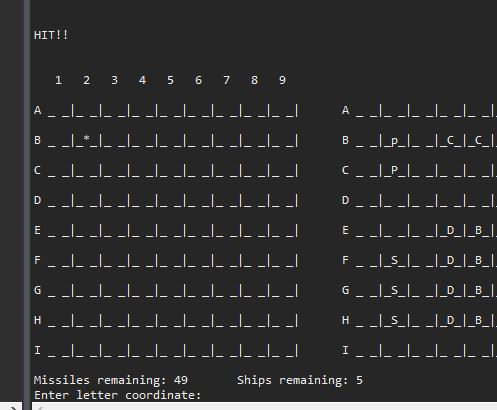 HIT!!
1 2 3 4 5 6 7 8 9
A _ _|_ _|_ _|_ _|_ _|_ _|_ _|_ _|_ _| A _ _|_ _|_ _|_ _|_ _|
B _ _|_*_|_ _|_ _|_ _|_ _|_ _|_ _|_ _| B _ _|_p_|_ _|_C_|_C_|
C _ _|_ _|_ _|_ _|_ _|_ _|_ _|_ _|_ _| C _ _|_P_|_ _|_ _|_ _|
D _ _|_ _|_ _|_ _|_ _|_ _|_ _|_ _|_ _| D _ _|_ _|_ _|_ _|_ _|
E _ _|_ _|_ _|_ _|_ _|_ _|_ _|_ _|_ _| E _ _|_ _|_ _|_D_|_B_|
F _ _|_ _|_ _|_ _|_ _|_ _|_ _|_ _|_ _| F _ _|_S_|_ _|_D_|_B_|
G _ _|_ _|_ _|_ _|_ _|_ _|_ _|_ _|_ _| G _ _|_S_|_ _|_D_|_B_|
H _ _|_ _|_ _|_ _|_ _|_ _|_ _|_ _|_ _| H _ _|_S_|_ _|_D_|_B_|
I _ _|_ _|_ _|_ _|_ _|_ _|_ _|_ _|_ _| I _ _|_ _|_ _|_ _|_ _|
Missiles remaining: 49 Ships remaining: 5
Enter letter coordinate: